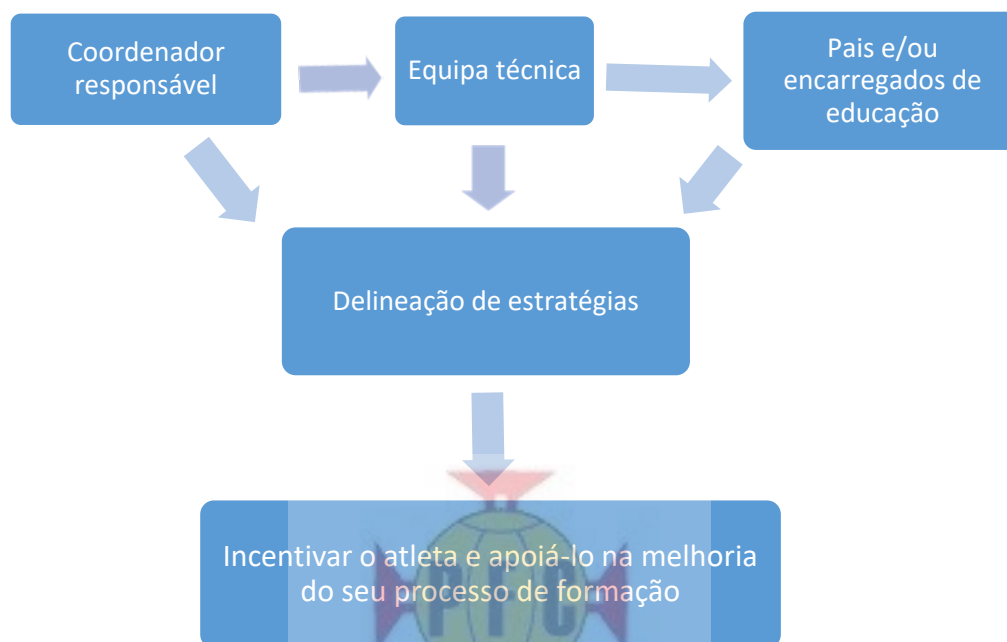 Coordenador
responsável
Equipa técnica
Pais e/ou
encarregados de
educação
Delineação de estratégias
Incentivar o atleta e apoiá-lo na melhoria
do seu processo de formação
PFC